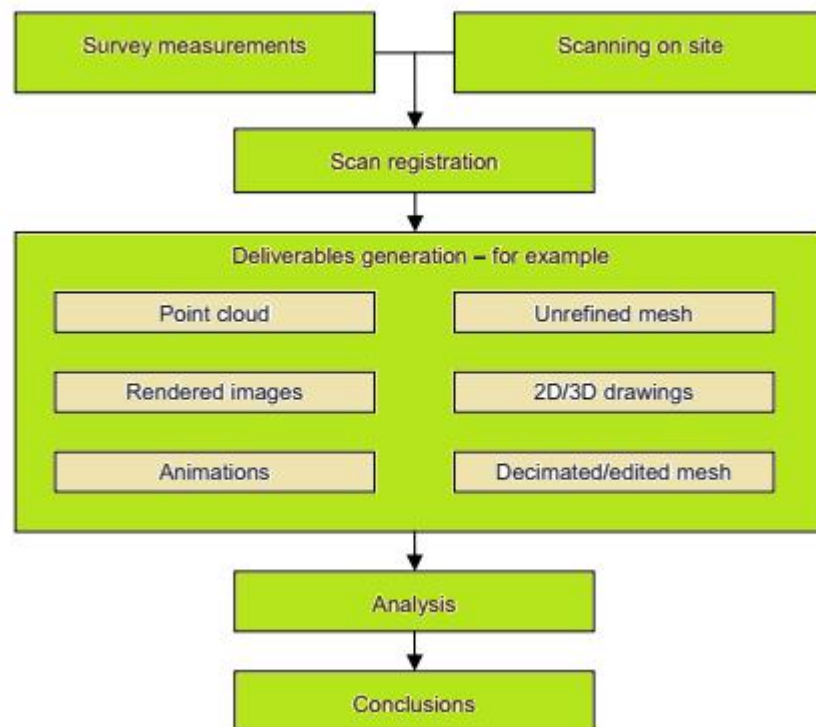 Survey measurements
Scanning on site
Scan registration
Deliverables generation – for example
Point cloud
Unrefined mesh
Rendered images
2D/3D drawings
Animations
Decimated/edited mesh
Analysis
Conclusions